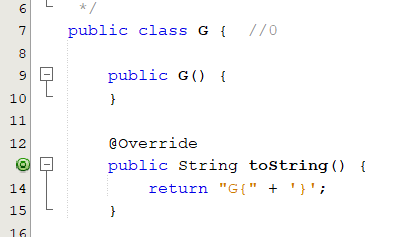 6 */
7 public class G { //0
8
9 public G() {
10 }
11
12 @Override
public String toString() {
14 return "G{" + '}';
15 }
16